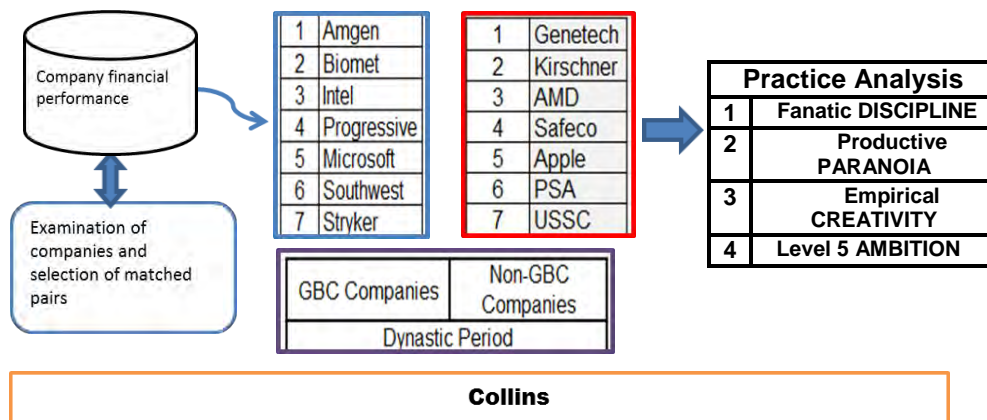 Company financial
performance
Examination of
companies and
selection of matched
pairs
1 Amgen
2 Biomet
3 Intel
4 Progressive
5 Microsoft
6 Southwest
7 Stryker
1 Genetech
2 Kirschner
3 AMD
4 Safeco
5 Apple
6 PSA
7 USSC
GBC Companies
Non-GBC
Companies
Dynastic Period
Practice Analysis
1 Fanatic DISCIPLINE
2 Productive
PARANOIA
3 Empirical
CREATIVITY
4 Level 5 AMBITION
Collins